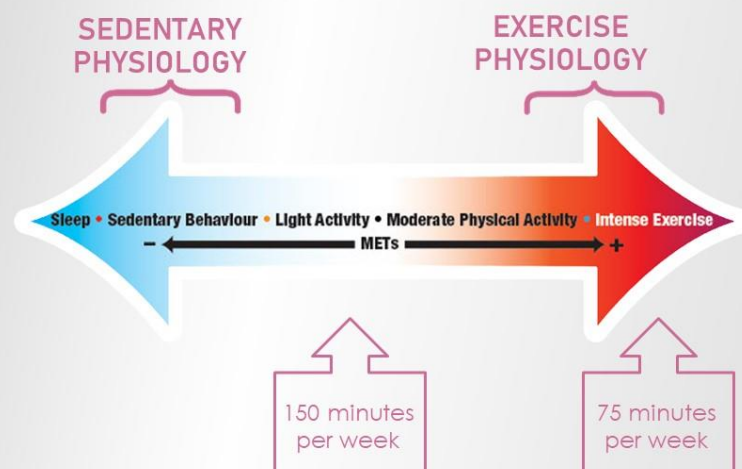 SEDENTARY
PHYSIOLOGY
EXERCISE
PHYSIOLOGY
Sleep • Sedentary Behaviour • Light Activity • Moderate Physical Activity • Intense Exercise
− METs +
150 minutes
per week
75 minutes
per week